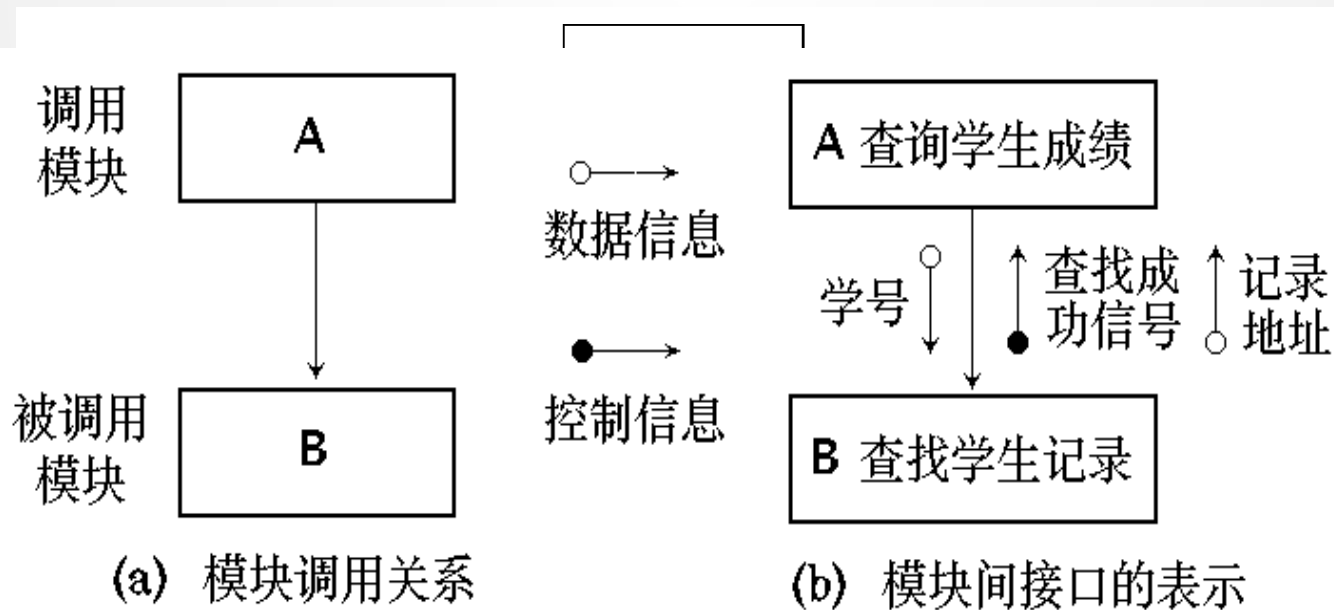 调用
模块
A
被调用
模块
B
(a) 模块调用关系
数据信息
控制信息
A 查询学生成绩
学号
查找成
功信号
记录
地址
B 查找学生记录
(b) 模块间接口的表示